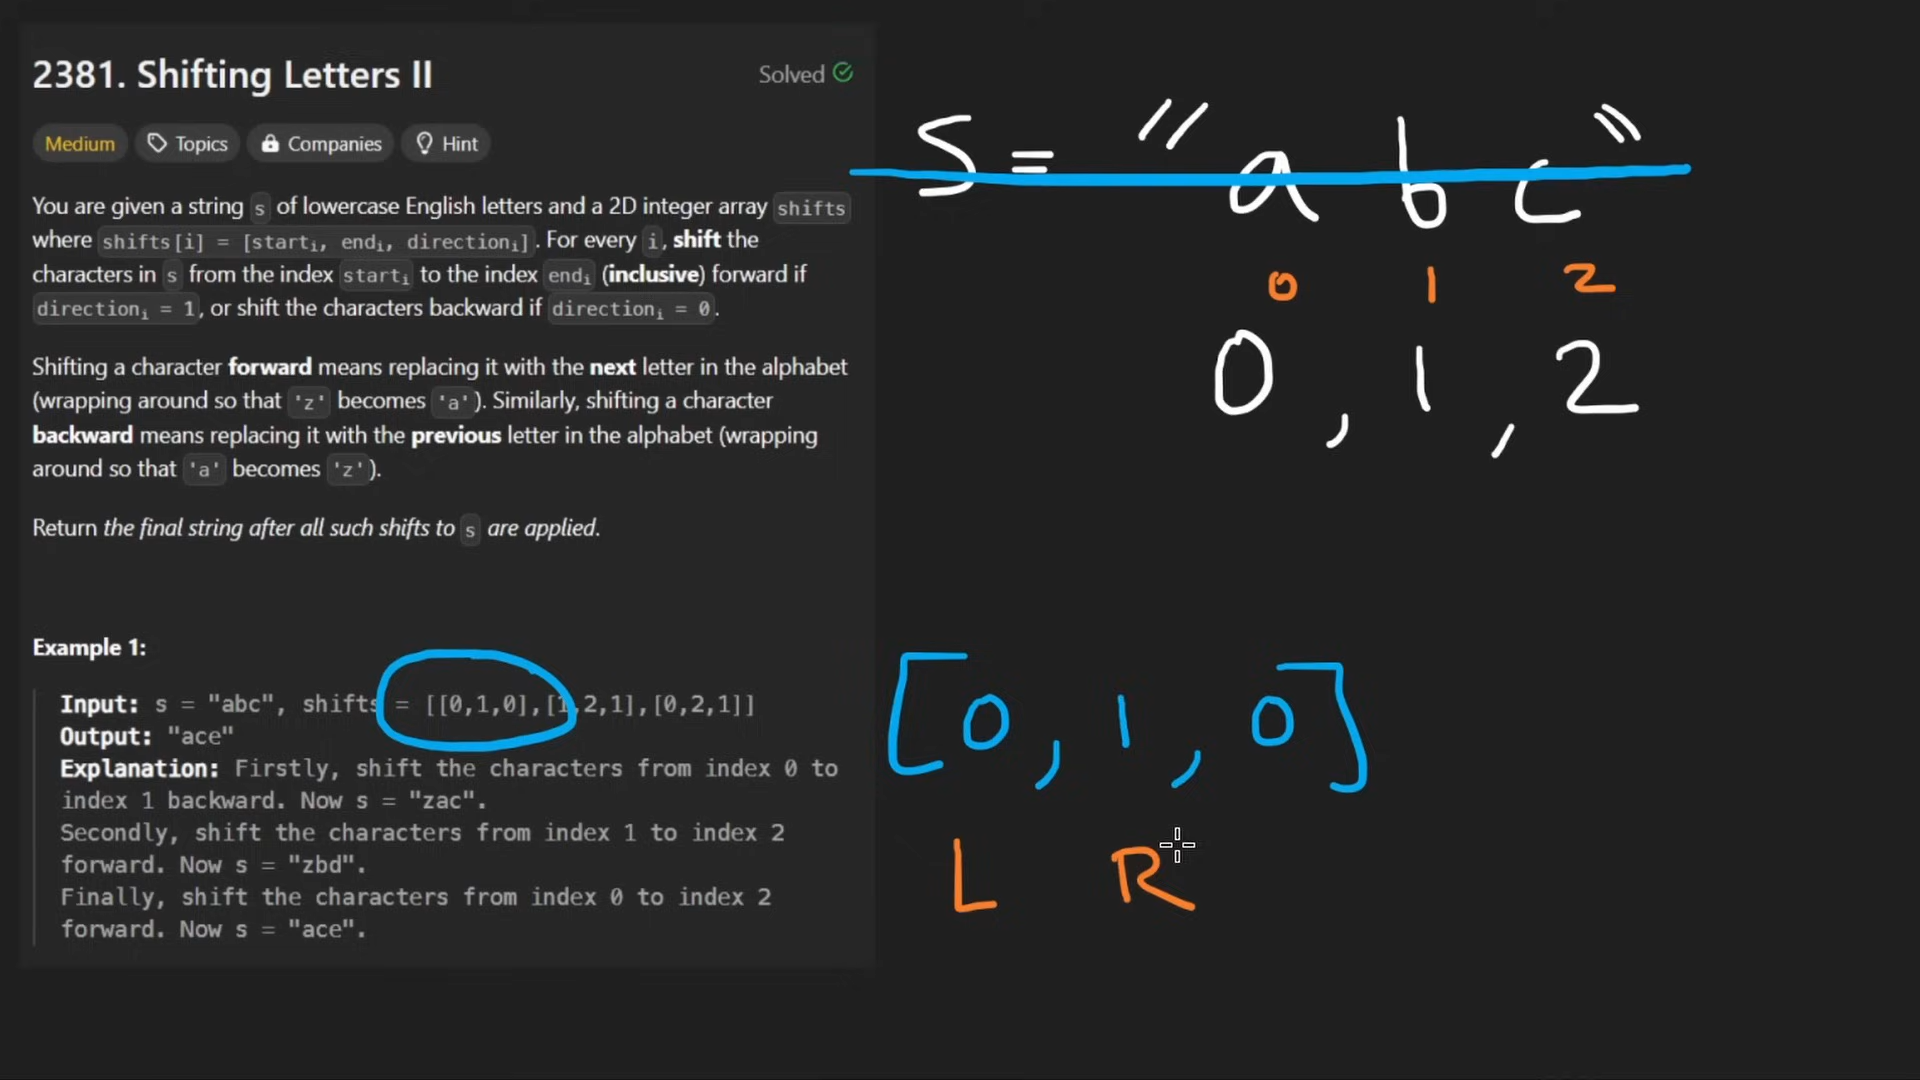 2381. Shifting Letters II
Solved
Medium Topics Companies Hint
You are given a string s of lowercase English letters and a 2D integer array shifts
where shifts[i] = [startᵢ, endᵢ, directionᵢ]. For every i, shift the
characters in s from the index startᵢ to the index endᵢ (inclusive) forward if
directionᵢ = 1, or shift the characters backward if directionᵢ = 0.
Shifting a character forward means replacing it with the next letter in the alphabet
(wrapping around so that 'z' becomes 'a'). Similarly, shifting a character
backward means replacing it with the previous letter in the alphabet (wrapping
around so that 'a' becomes 'z').
Return the final string after all such shifts to s are applied.
Example 1:
Input: s = "abc", shifts = [[0,1,0],[1,2,1],[0,2,1]]
Output: "ace"
Explanation: Firstly, shift the characters from index 0 to
index 1 backward. Now s = "zac".
Secondly, shift the characters from index 1 to index 2
forward. Now s = "zbd".
Finally, shift the characters from index 0 to index 2
forward. Now s = "ace".
S = "a b c"
0 1 2
0, 1, 2
[0, 1, 0]
L R